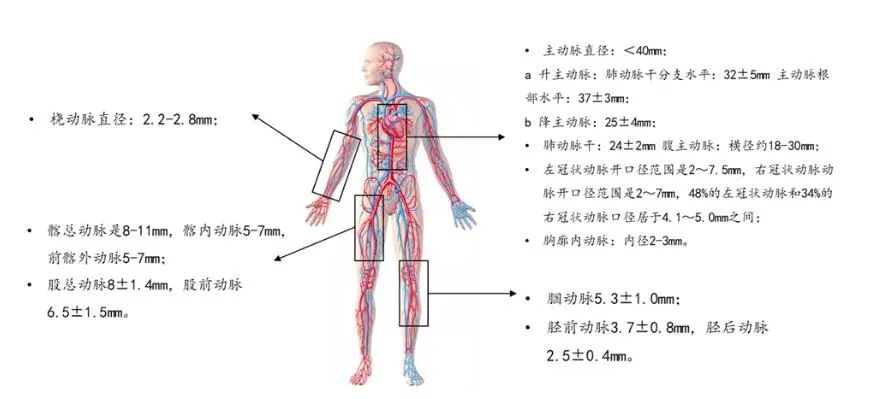 • 桡动脉直径：2.2-2.8mm；
• 髂总动脉是8-11mm，髂内动脉5-7mm，
前髂外动脉5-7mm；
• 股总动脉8±1.4mm，股前动脉
6.5±1.5mm。
• 主动脉直径：＜40mm；
a 升主动脉：肺动脉干分支水平：32±5mm 主动脉根
部水平：37±3mm；
b 降主动脉：25±4mm；
• 肺动脉干：24±2mm 腹主动脉：横径约18-30mm；
• 左冠状动脉开口径范围是2～7.5mm，右冠状动脉动
脉开口径范围是2～7mm，48%的左冠状动脉和34%的
右冠状动脉口径居于4.1～5.0mm之间；
• 胸廓内动脉：内径2-3mm。
• 腘动脉5.3±1.0mm；
• 胫前动脉3.7±0.8mm，胫后动脉
2.5±0.4mm。